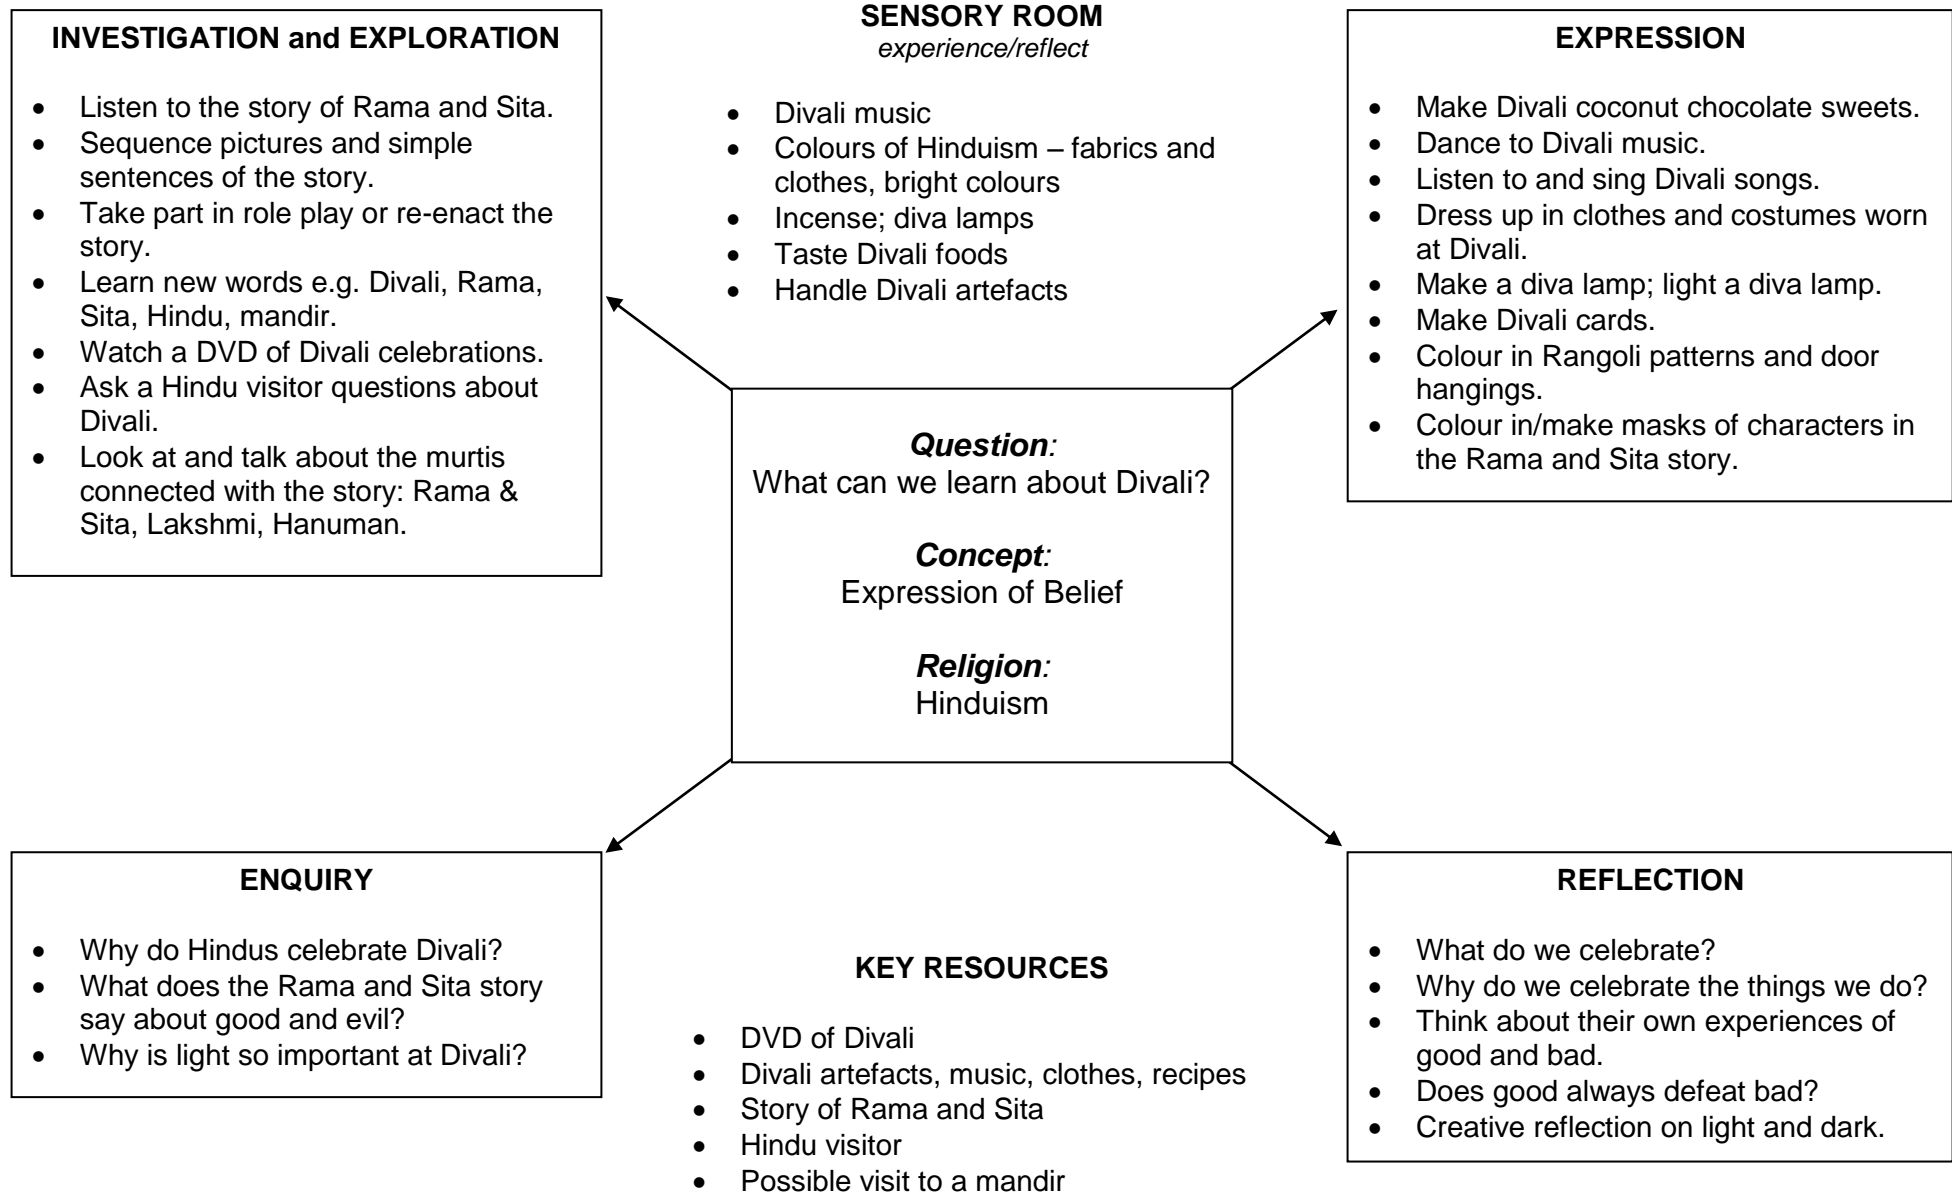 INVESTIGATION and EXPLORATION
• Listen to the story of Rama and Sita.
• Sequence pictures and simple
sentences of the story.
• Take part in role play or re-enact the
story.
• Learn new words e.g. Divali, Rama,
Sita, Hindu, mandir.
• Watch a DVD of Divali celebrations.
• Ask a Hindu visitor questions about
Divali.
• Look at and talk about the murtis
connected with the story: Rama &
Sita, Lakshmi, Hanuman.
SENSORY ROOM
experience/reflect
• Divali music
• Colours of Hinduism – fabrics and
clothes, bright colours
• Incense; diva lamps
• Taste Divali foods
• Handle Divali artefacts
EXPRESSION
• Make Divali coconut chocolate sweets.
• Dance to Divali music.
• Listen to and sing Divali songs.
• Dress up in clothes and costumes worn
at Divali.
• Make a diva lamp; light a diva lamp.
• Make Divali cards.
• Colour in Rangoli patterns and door
hangings.
• Colour in/make masks of characters in
the Rama and Sita story.
Question:
What can we learn about Divali?
Concept:
Expression of Belief
Religion:
Hinduism
ENQUIRY
• Why do Hindus celebrate Divali?
• What does the Rama and Sita story
say about good and evil?
• Why is light so important at Divali?
KEY RESOURCES
• DVD of Divali
• Divali artefacts, music, clothes, recipes
• Story of Rama and Sita
• Hindu visitor
• Possible visit to a mandir
REFLECTION
• What do we celebrate?
• Why do we celebrate the things we do?
• Think about their own experiences of
good and bad.
• Does good always defeat bad?
• Creative reflection on light and dark.